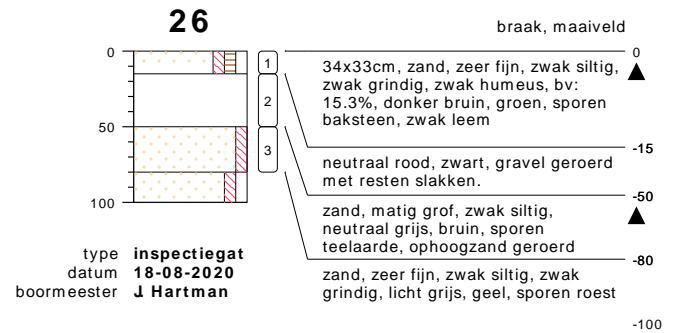 26
braak, maaiveld
0
0
1
34x33cm, zand, zeer fijn, zwak siltig,
zwak grindig, zwak humeus, bv:
15.3%, donker bruin, groen, sporen
baksteen, zwak leem
-15
2
neutraal rood, zwart, gravel geroerd
met resten slakken.
50
-50
3
zand, matig grof, zwak siltig,
neutraal grijs, bruin, sporen
teelaarde, ophoogzand geroerd
-80
100
zand, zeer fijn, zwak siltig, zwak
grindig, licht grijs, geel, sporen roest
-100
type inspectiegat
datum 18-08-2020
boormeester J Hartman